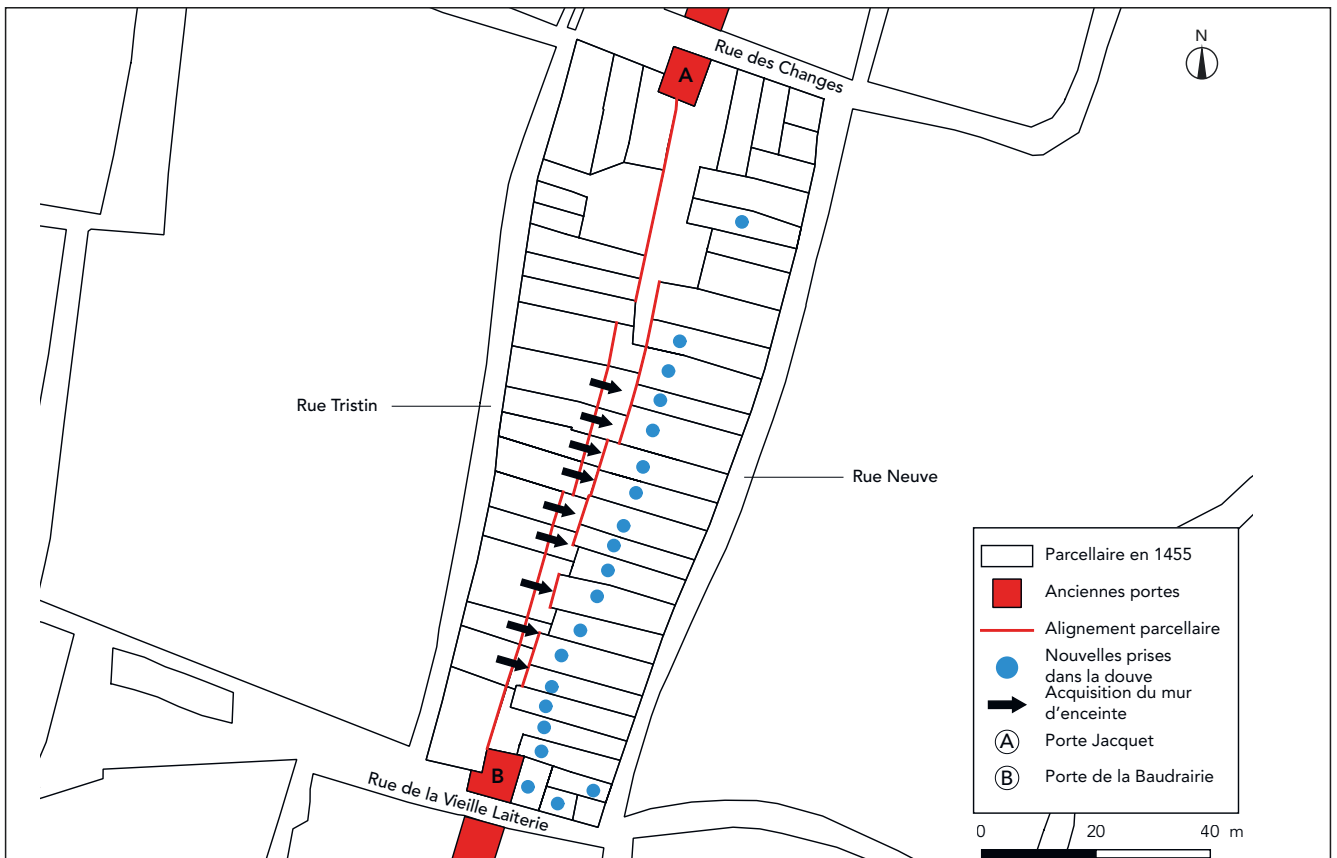 N
Rue des Changes
A
Rue Tristin
Rue Neuve
B
Rue de la Vieille Laiterie
Parcellaire en 1455
Anciennes portes
Alignement parcellaire
Nouvelles prises
dans la douve
Acquisition du mur
d'enceinte
A Porte Jacquet
B Porte de la Baudrairie
0 20 40 m